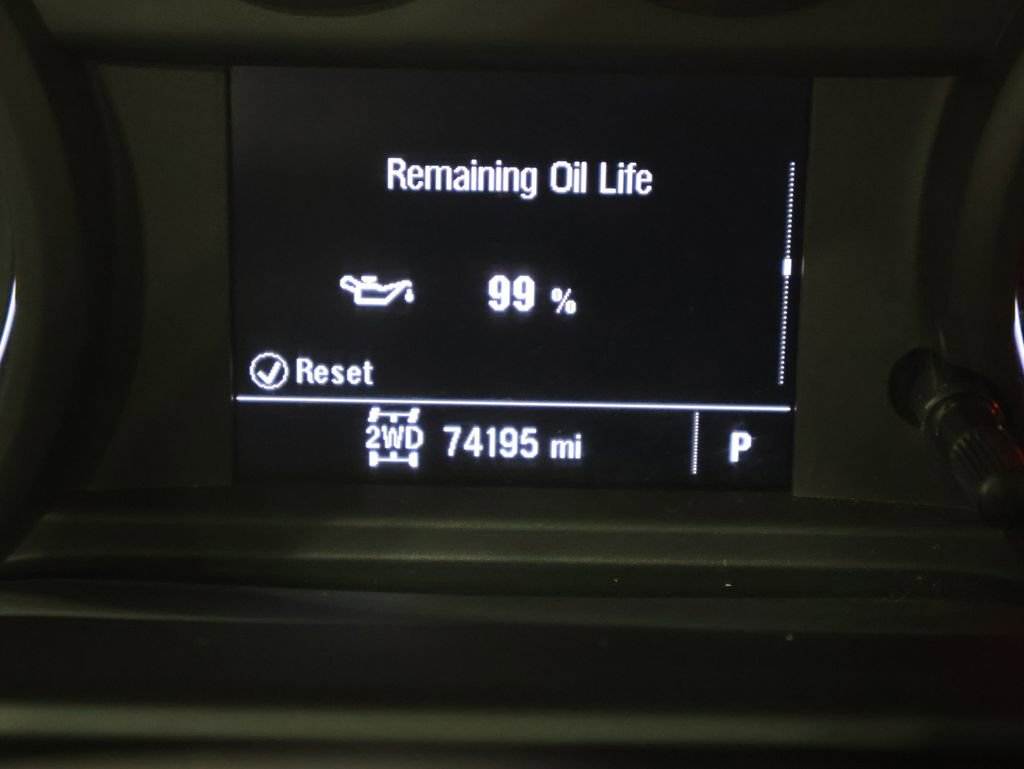 Remaining Oil Life
99 %
Reset
2WD 74195 mi P